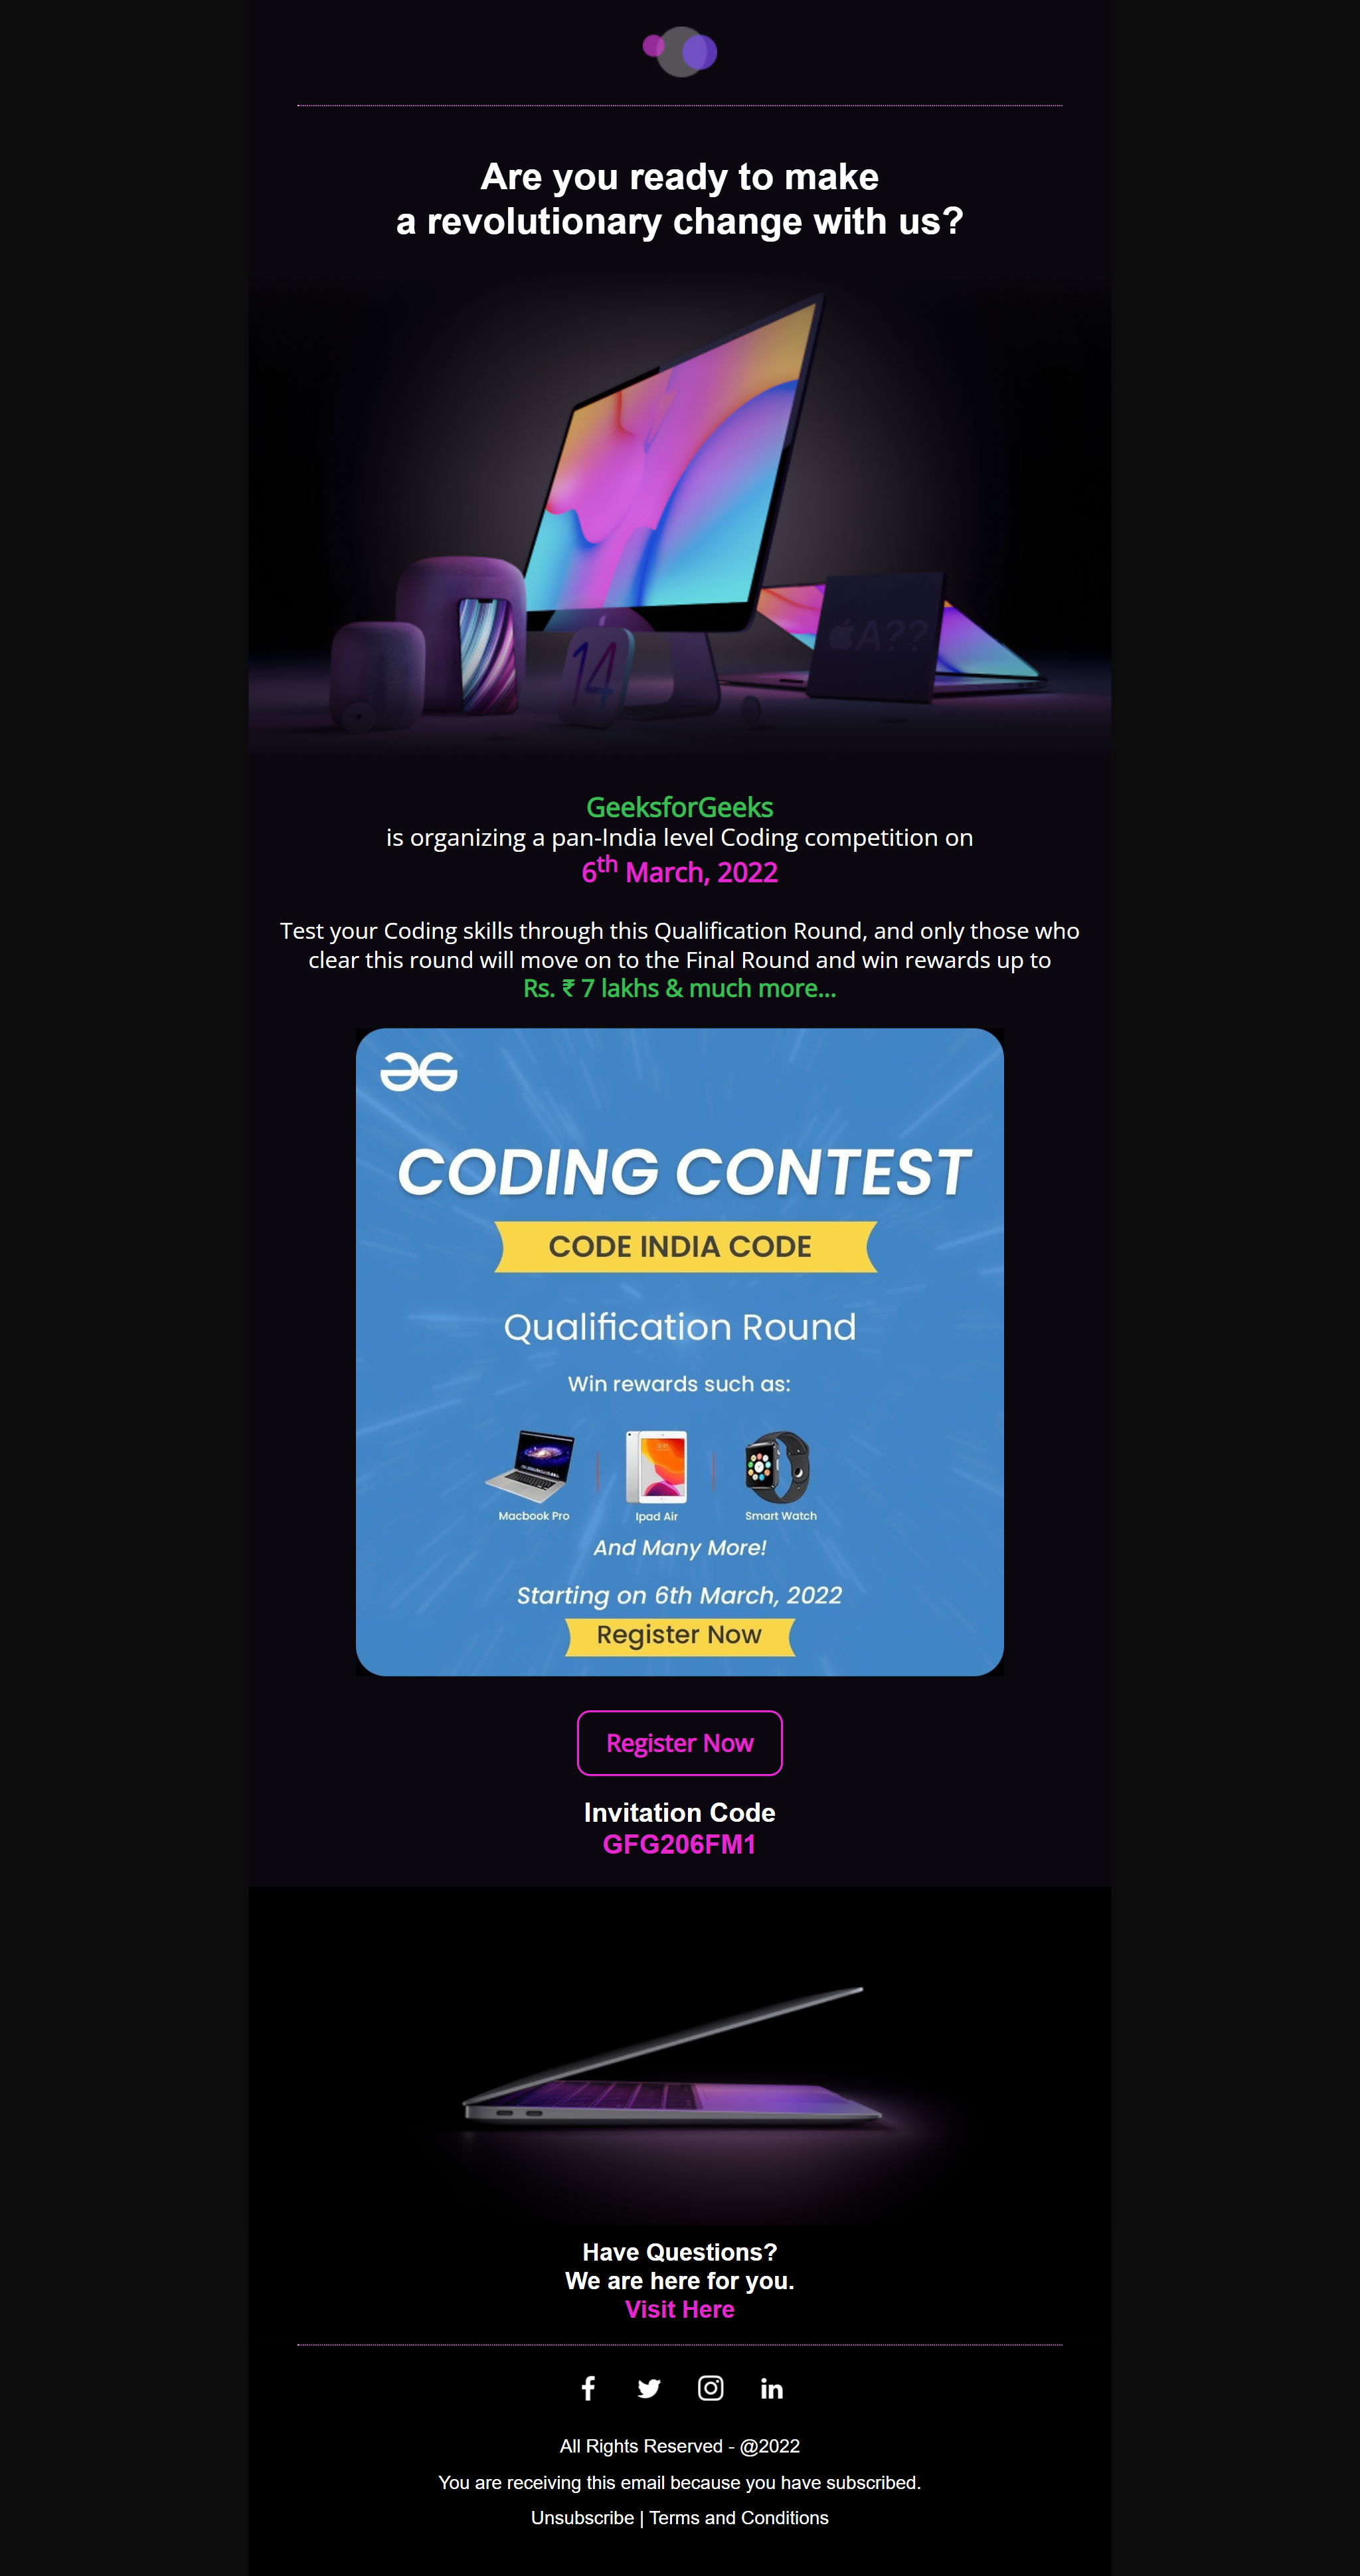 Are you ready to make
a revolutionary change with us?
14
A??
GeeksforGeeks
is organizing a pan-India level Coding competition on
6th March, 2022
Test your Coding skills through this Qualification Round, and only those who
clear this round will move on to the Final Round and win rewards up to
Rs. ₹ 7 lakhs & much more...
CODING CONTEST
CODE INDIA CODE
Qualification Round
Win rewards such as:
Macbook Pro
Ipad Air
Smart Watch
And Many More!
Starting on 6th March, 2022
Register Now
Register Now
Invitation Code
GFG206FM1
Have Questions?
We are here for you.
Visit Here
All Rights Reserved - @2022
You are receiving this email because you have subscribed.
Unsubscribe | Terms and Conditions